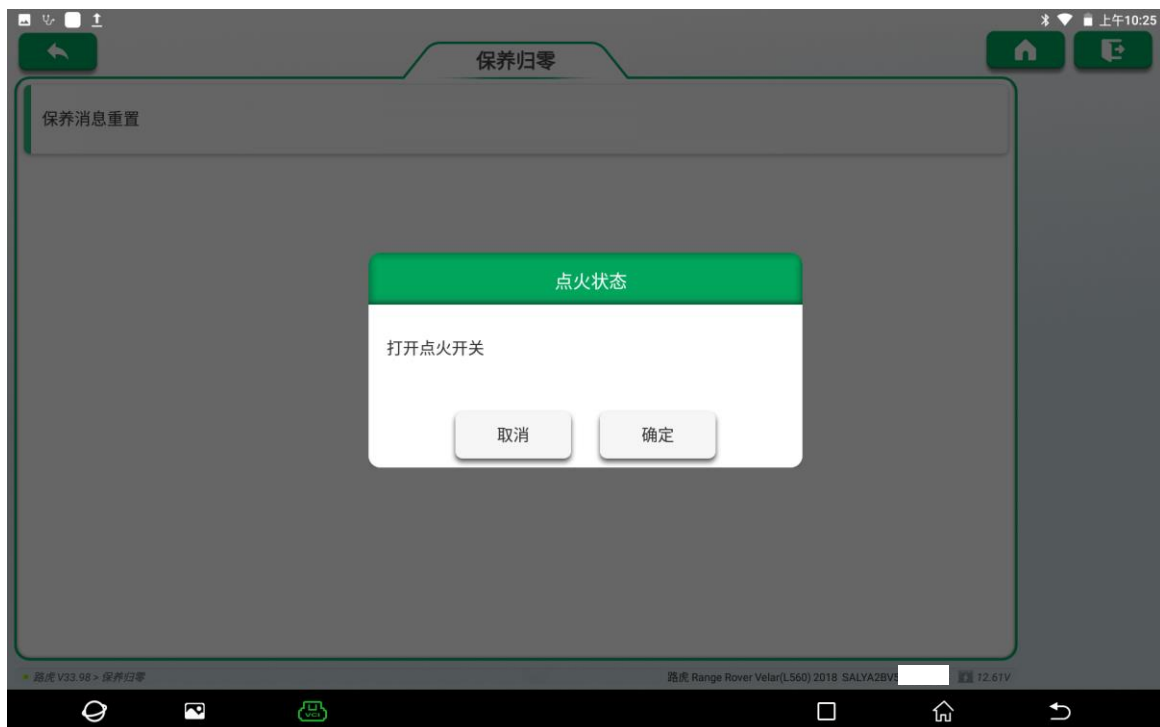 上午10:25
保养归零
保养消息重置
点火状态
打开点火开关
取消
确定
路虎 V33.98 > 保养归零
路虎 Range Rover Velar(L560) 2018 SALYA2BV5
12.61V
VCI